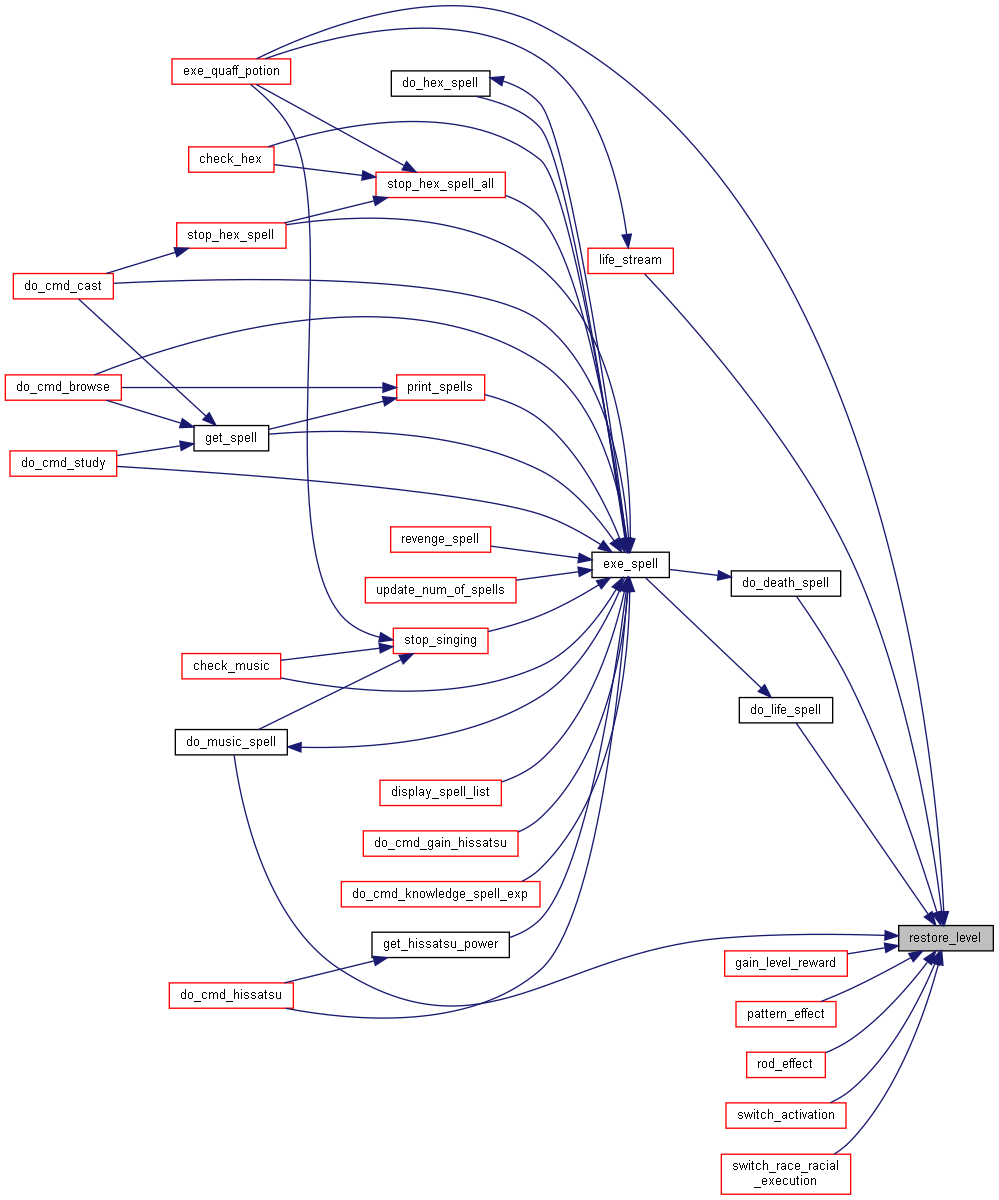 exe_quaff_potion
do_hex_spell
check_hex
stop_hex_spell_all
stop_hex_spell
life_stream
do_cmd_cast
do_cmd_browse
print_spells
get_spell
do_cmd_study
revenge_spell
exe_spell
do_death_spell
update_num_of_spells
stop_singing
check_music
do_life_spell
do_music_spell
display_spell_list
do_cmd_gain_hissatsu
do_cmd_knowledge_spell_exp
get_hissatsu_power
restore_level
gain_level_reward
do_cmd_hissatsu
pattern_effect
rod_effect
switch_activation
switch_race_racial
_execution